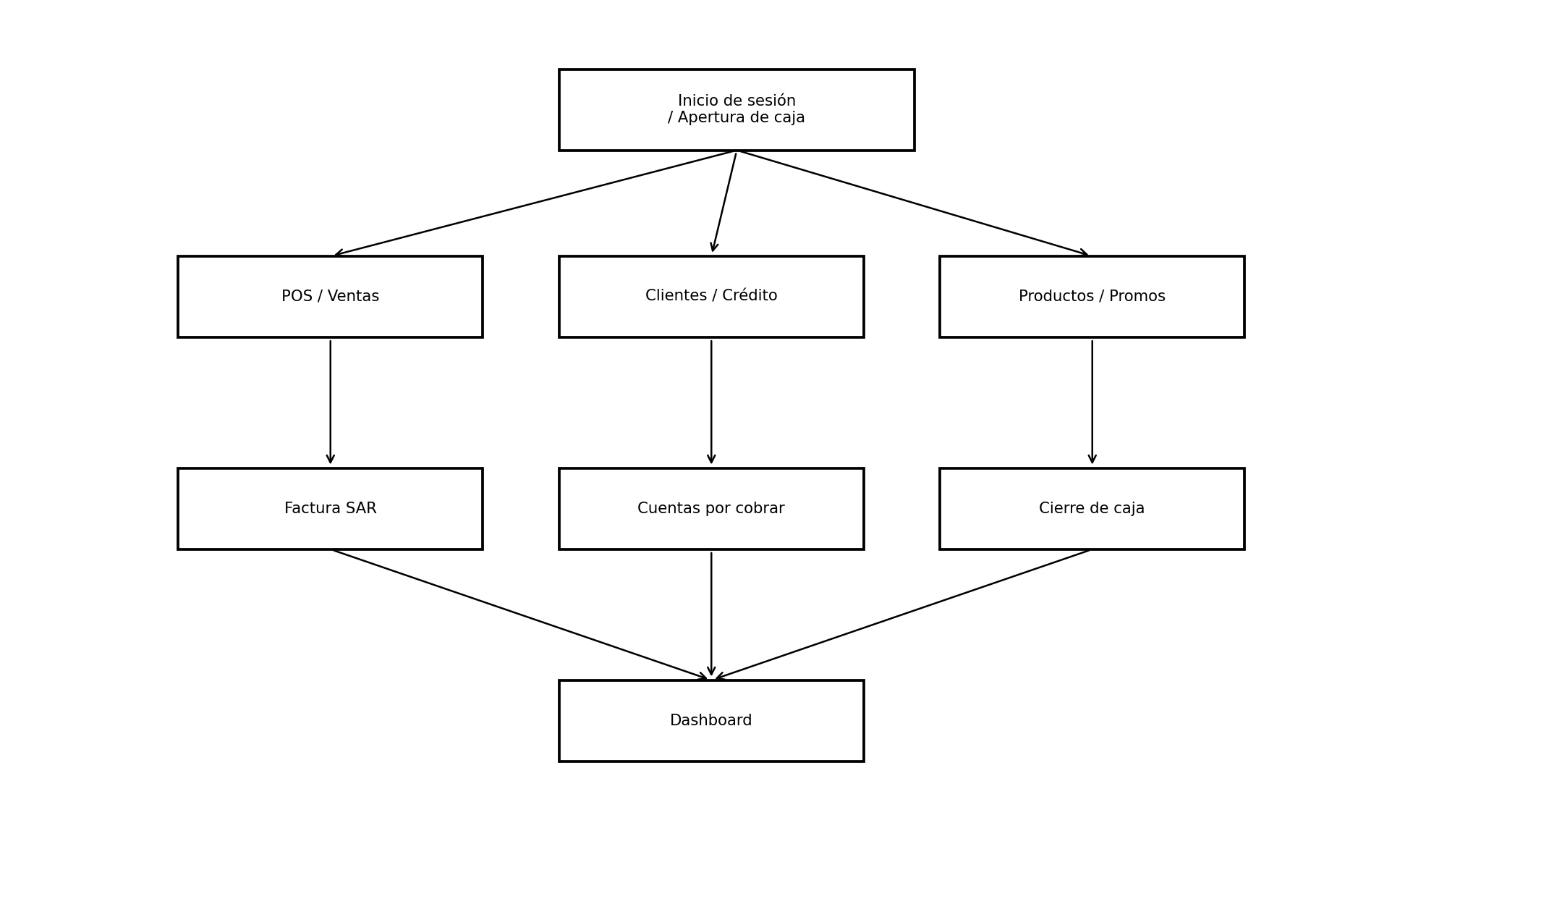 Inicio de sesión
/ Apertura de caja
POS / Ventas
Clientes / Crédito
Productos / Promos
Factura SAR
Cuentas por cobrar
Cierre de caja
Dashboard